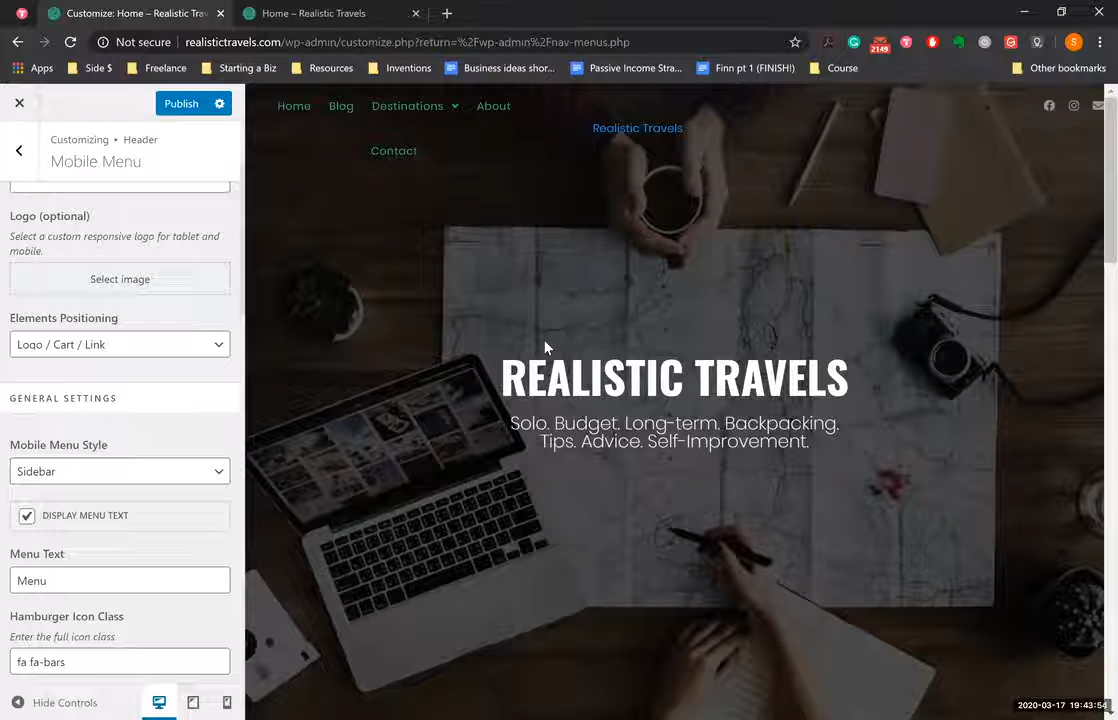 Customize: Home – Realistic Trav
Home – Realistic Travels
Not secure
realistictravels.com/wp-admin/customize.php?return=%2Fwp-admin%2Fnav-menus.php
2149
S
Apps
Side $
Freelance
Starting a Biz
Resources
Inventions
Business ideas shor...
Passive Income Stra...
Finn pt 1 (FINISH!)
Course
Other bookmarks
Publish
Customizing ▸ Header
Mobile Menu
Logo (optional)
Select a custom responsive logo for tablet and
mobile.
Select image
Elements Positioning
Logo / Cart / Link
GENERAL SETTINGS
Mobile Menu Style
Sidebar
DISPLAY MENU TEXT
Menu Text
Menu
Hamburger Icon Class
Enter the full icon class
fa fa-bars
Hide Controls
Home
Blog
Destinations
About
Contact
Realistic Travels
REALISTIC TRAVELS
Solo. Budget. Long-term. Backpacking.
Tips. Advice. Self-Improvement.
2020-03-17 19:43:54